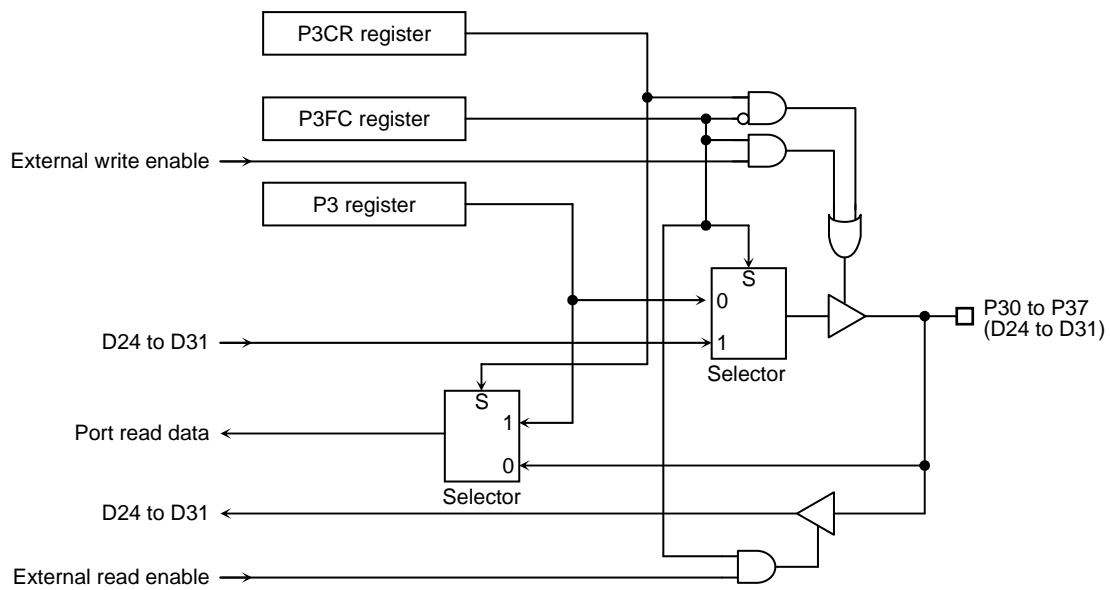 P3CR register
P3FC register
External write enable
P3 register
S
0
P30 to P37
(D24 to D31)
D24 to D31
1
Selector
S
1
Port read data
0
Selector
D24 to D31
External read enable